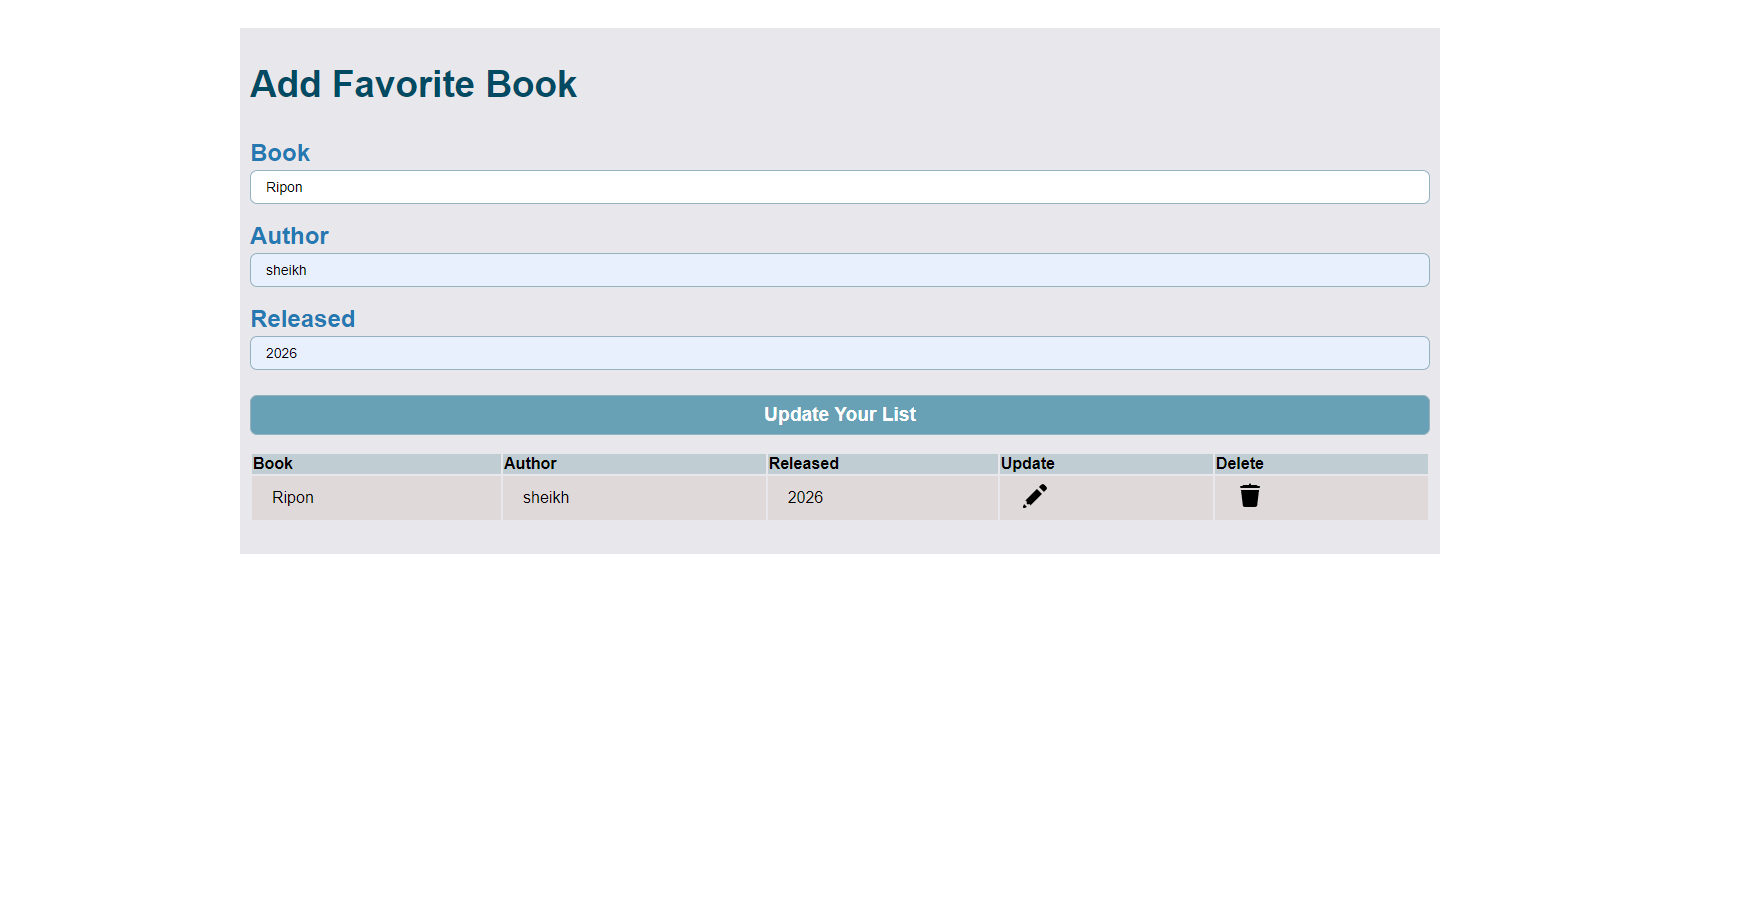 Add Favorite Book
Book
Ripon
Author
sheikh
Released
2026
Update Your List
Book Author Released Update Delete
Ripon sheikh 2026